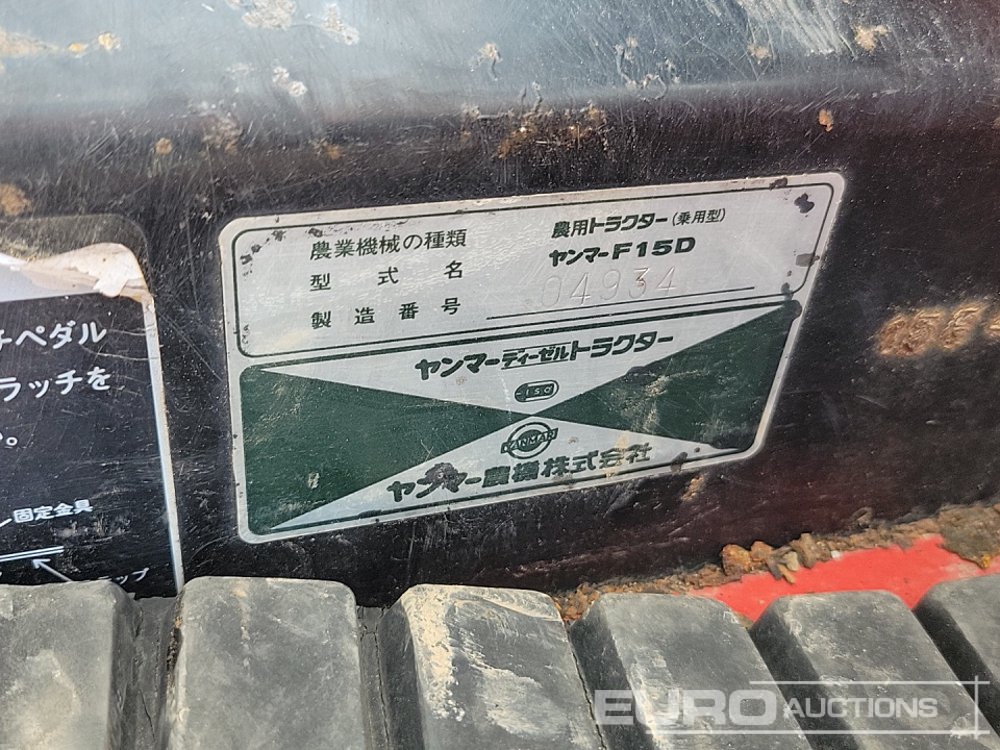 農業機械の種類 農用トラクター(乗用型)
型式名 ヤンマーF15D
製造番号 04934
ヤンマーディーゼルトラクター
YANMAR
ヤンマー農機株式会社
チペダル
ラッチを
固定金具
ップ
EURO AUCTIONS